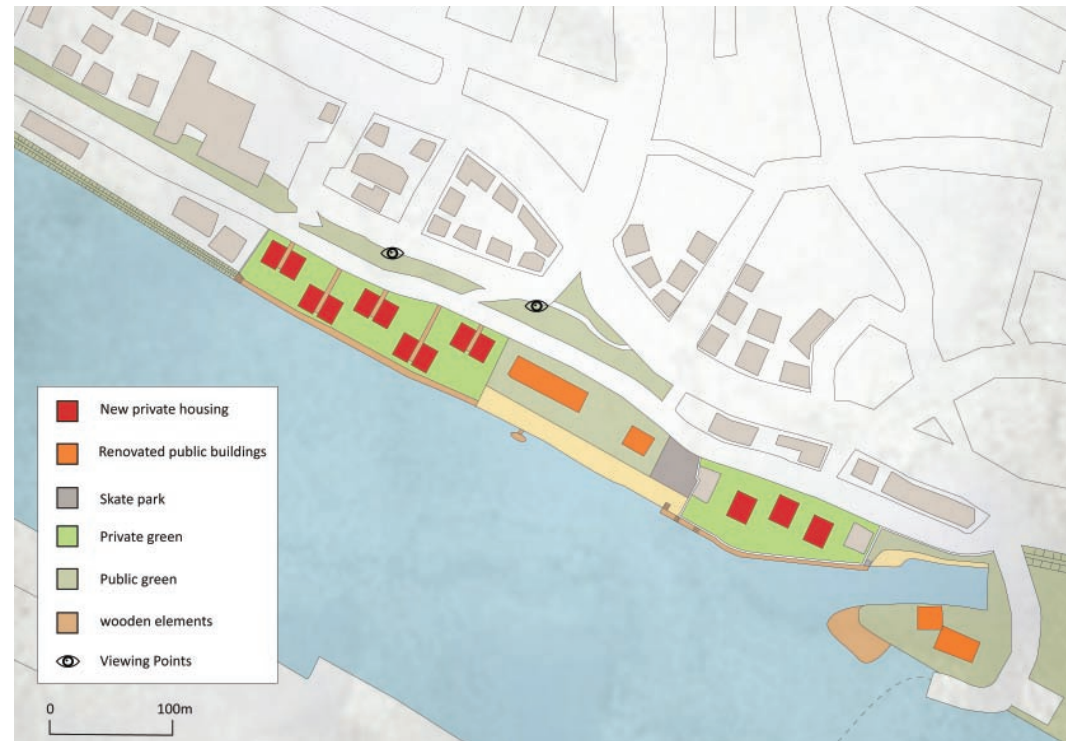 New private housing
Renovated public buildings
Skate park
Private green
Public green
wooden elements
Viewing Points
0 100m